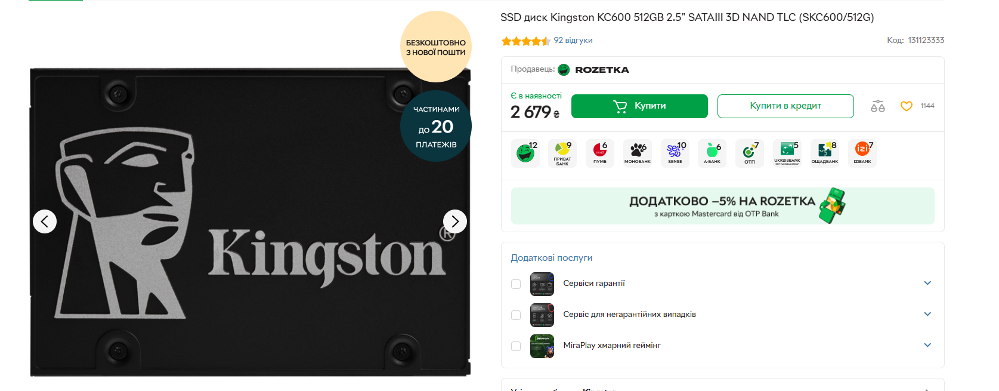 БЕЗКОШТОВНО
З НОВОЇ ПОШТИ
ЧАСТИНАМИ
ДО 20
ПЛАТЕЖІВ
Kingston®
SSD диск Kingston KC600 512GB 2.5" SATAIII 3D NAND TLC (SKC600/512G)
92 відгуки
Код: 131123333
Продавець: ROZETKA
Є в наявності
2 679 ₴
Купити
Купити в кредит
1144
12
9
ПРИВАТ
БАНК
6
ПУМБ
6
МОНОБАНК
10
SENSE
6
А-БАНК
7
ОТП
5
UKRSIBBANK
8
ОЩАДБАНК
izi 7
IZIBANK
ДОДАТКОВО –5% НА ROZETKA
з карткою Mastercard від OTP Bank
Додаткові послуги
Сервіси гарантії
Сервіс для негарантійних випадків
MIRAPLAY
MiraPlay хмарний геймінг